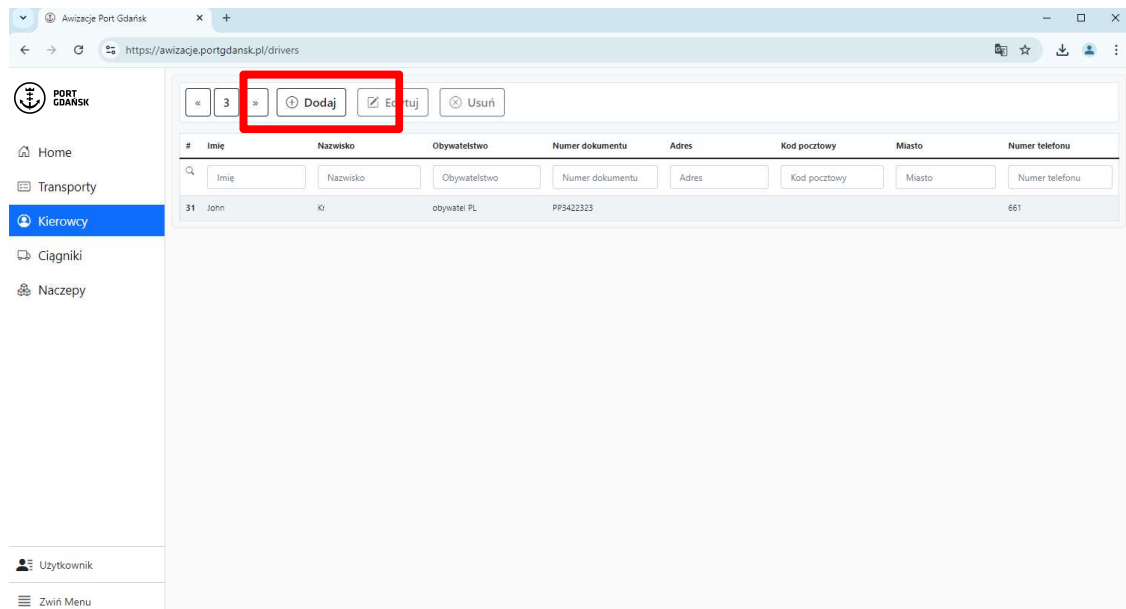 Awizacje Port Gdańsk
https://awizacje.portgdansk.pl/drivers
PORT
GDAŃSK
« 3 » Dodaj Edytuj Usuń
# Imię Nazwisko Obywatelstwo Numer dokumentu Adres Kod pocztowy Miasto Numer telefonu
Imię Nazwisko Obywatelstwo Numer dokumentu Adres Kod pocztowy Miasto Numer telefonu
31 John Kr obywatel PL PP3422323 661
Home
Transporty
Kierowcy
Ciągniki
Naczepy
Użytkownik
Zwiń Menu